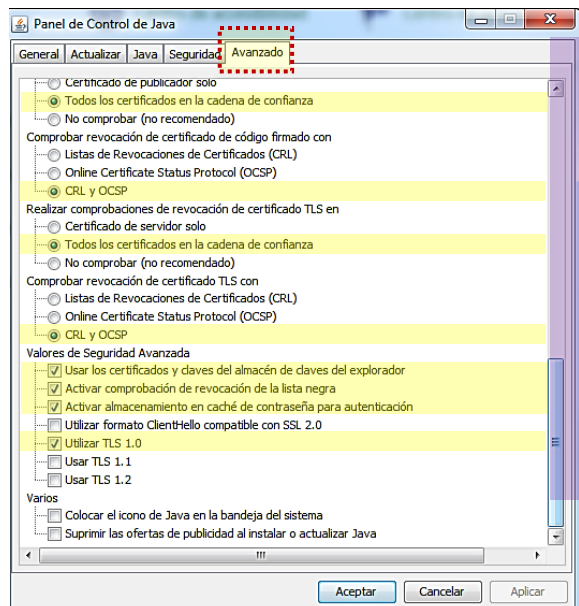 Panel de Control de Java
General Actualizar Java Seguridad Avanzado
Certificado de publicador solo
Todos los certificados en la cadena de confianza
No comprobar (no recomendado)
Comprobar revocación de certificado de código firmado con
Listas de Revocaciones de Certificados (CRL)
Online Certificate Status Protocol (OCSP)
CRL y OCSP
Realizar comprobaciones de revocación de certificado TLS en
Certificado de servidor solo
Todos los certificados en la cadena de confianza
No comprobar (no recomendado)
Comprobar revocación de certificado TLS con
Listas de Revocaciones de Certificados (CRL)
Online Certificate Status Protocol (OCSP)
CRL y OCSP
Valores de Seguridad Avanzada
Usar los certificados y claves del almacén de claves del explorador
Activar comprobación de revocación de la lista negra
Activar almacenamiento en caché de contraseña para autenticación
Utilizar formato ClientHello compatible con SSL 2.0
Utilizar TLS 1.0
Usar TLS 1.1
Usar TLS 1.2
Varios
Colocar el icono de Java en la bandeja del sistema
Suprimir las ofertas de publicidad al instalar o actualizar Java
Aceptar Cancelar Aplicar